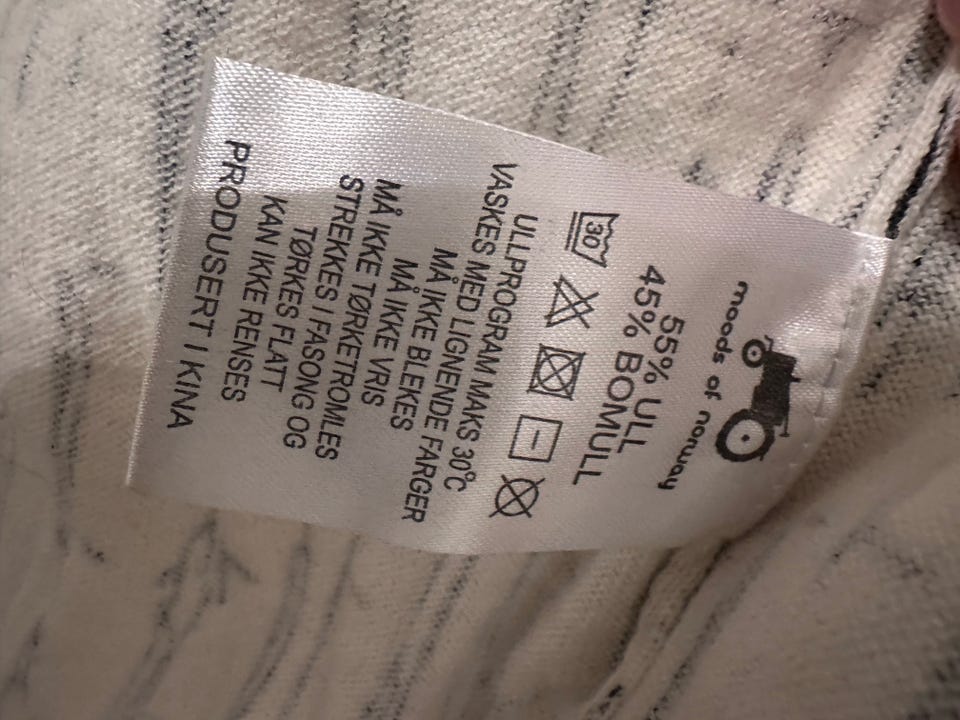 moods of norway
55% ULL
45% BOMULL
30
ULLPROGRAM MAKS 30°C
VASKES MED LIGNENDE FARGER
MÅ IKKE BLEKES
MÅ IKKE VRIS
MÅ IKKE TØRKETROMLES
STREKKES I FASONG OG
TØRKES FLATT
KAN IKKE RENSES
PRODUSERT I KINA